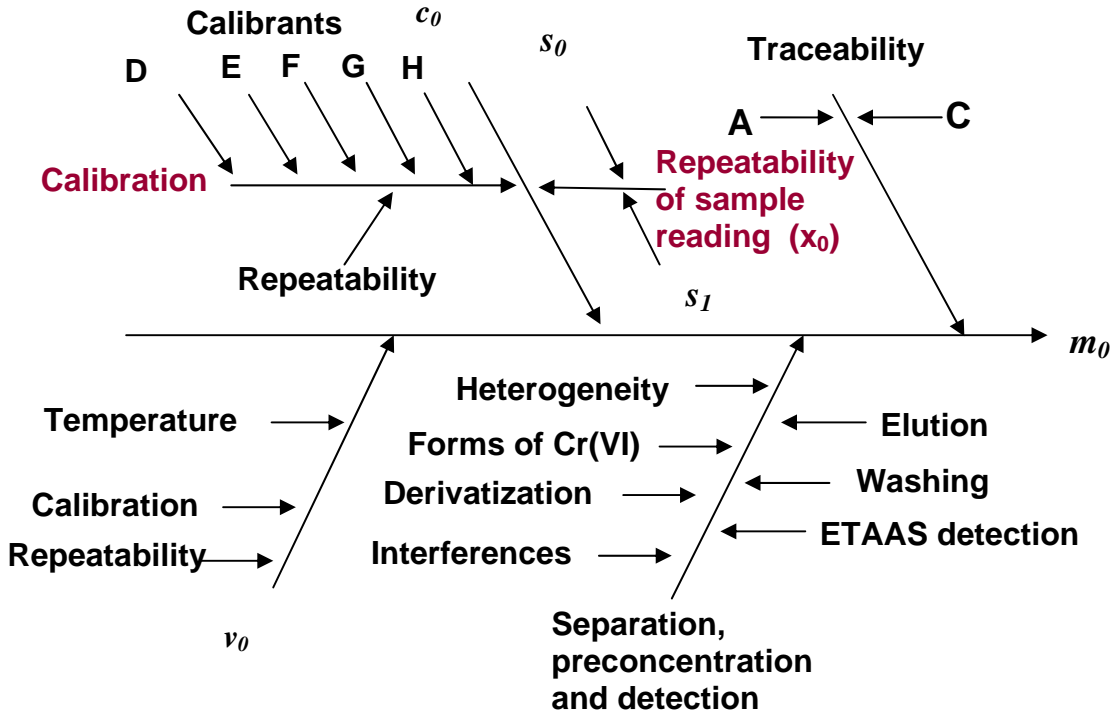 Calibrants
c0
s0
Traceability
D
E
F
G
H
A
C
Calibration
Repeatability
of sample
reading (x0)
Repeatability
s1
m0
Heterogeneity
Temperature
Elution
Forms of Cr(VI)
Washing
Derivatization
Calibration
ETAAS detection
Repeatability
Interferences
v0
Separation,
preconcentration
and detection